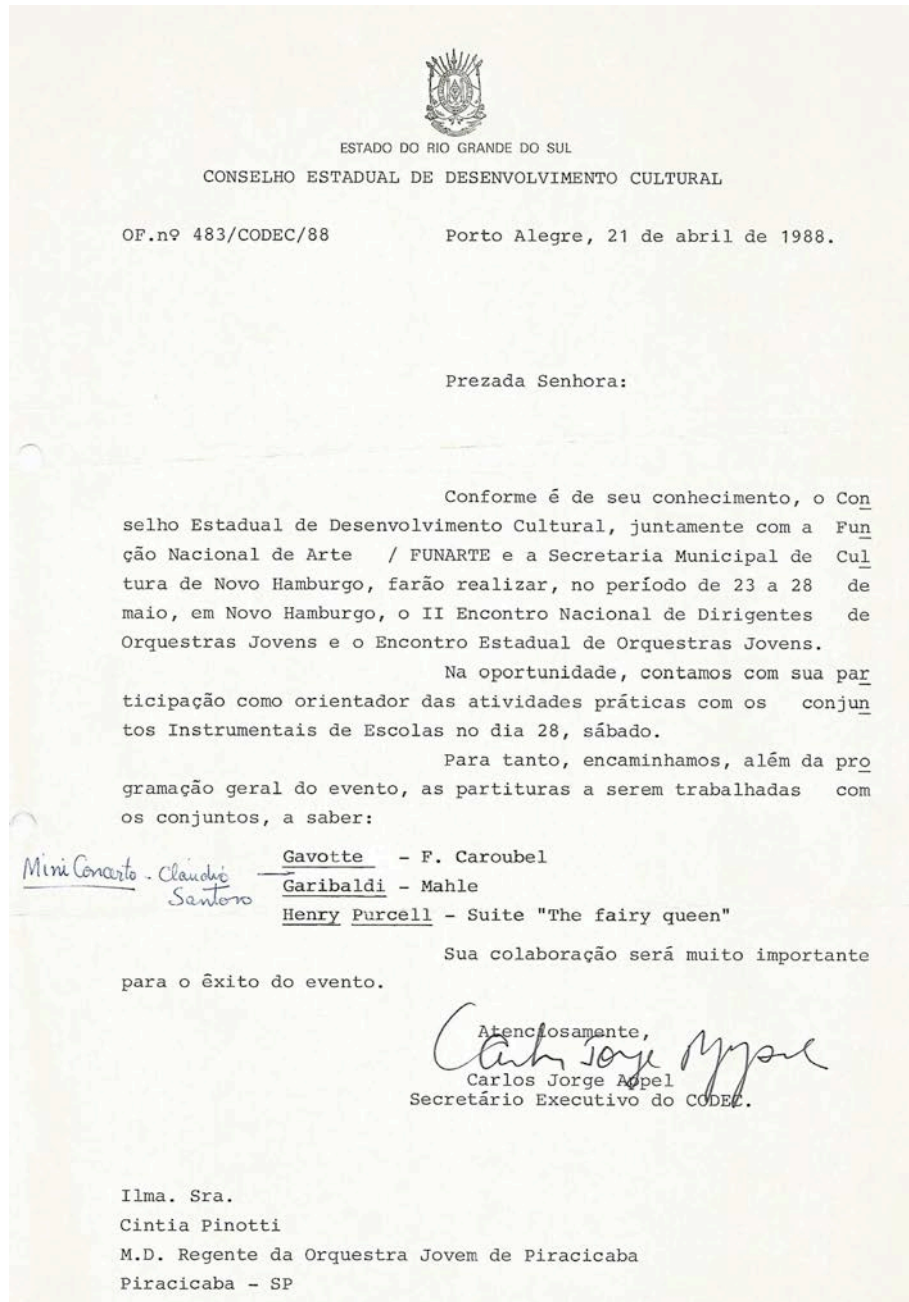 ESTADO DO RIO GRANDE DO SUL
CONSELHO ESTADUAL DE DESENVOLVIMENTO CULTURAL
OF.nº 483/CODEC/88 Porto Alegre, 21 de abril de 1988.
Prezada Senhora:
Conforme é de seu conhecimento, o Con
selho Estadual de Desenvolvimento Cultural, juntamente com a Fun
ção Nacional de Arte / FUNARTE e a Secretaria Municipal de Cul
tura de Novo Hamburgo, farão realizar, no período de 23 a 28 de
maio, em Novo Hamburgo, o II Encontro Nacional de Dirigentes de
Orquestras Jovens e o Encontro Estadual de Orquestras Jovens.
Na oportunidade, contamos com sua par
ticipação como orientador das atividades práticas com os conjun
tos Instrumentais de Escolas no dia 28, sábado.
Para tanto, encaminhamos, além da pro
gramação geral do evento, as partituras a serem trabalhadas com
os conjuntos, a saber:
Gavotte - F. Caroubel
Mini Concerto - Claudio
Santoro
Garibaldi - Mahle
Henry Purcell - Suite "The fairy queen"
Sua colaboração será muito importante
para o êxito do evento.
Atenciosamente,
Carlos Jorge Appel
Carlos Jorge Appel
Secretário Executivo do CODEC.
Ilma. Sra.
Cintia Pinotti
M.D. Regente da Orquestra Jovem de Piracicaba
Piracicaba - SP